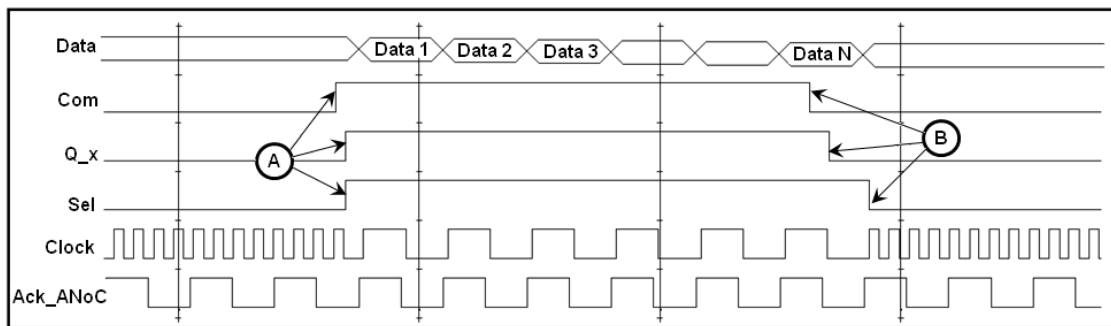 Data Data 1 Data 2 Data 3 Data N
Com
A B
Q_x
Sel
Clock
Ack_ANoC